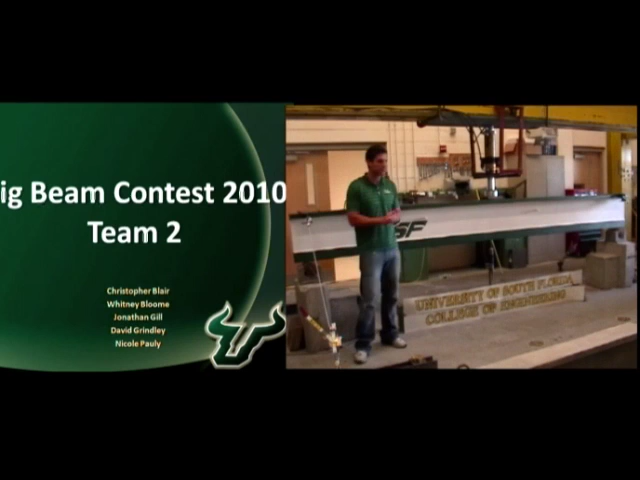 ig Beam Contest 2010
Team 2
Christopher Blair
Whitney Bloome
Jonathan Gill
David Grindley
Nicole Pauly
SF
UNIVERSITY OF SOUTH FLORIDA
COLLEGE OF ENGINEERING